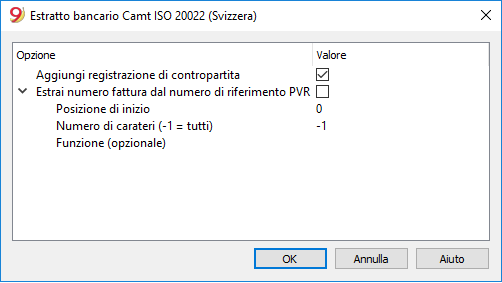 Estratto bancario Camt ISO 20022 (Svizzera)
Opzione Valore
Aggiungi registrazione di contropartita
Estrai numero fattura dal numero di riferimento PVR
Posizione di inizio 0
Numero di carateri (-1 = tutti) -1
Funzione (opzionale)
OK Annulla Aiuto